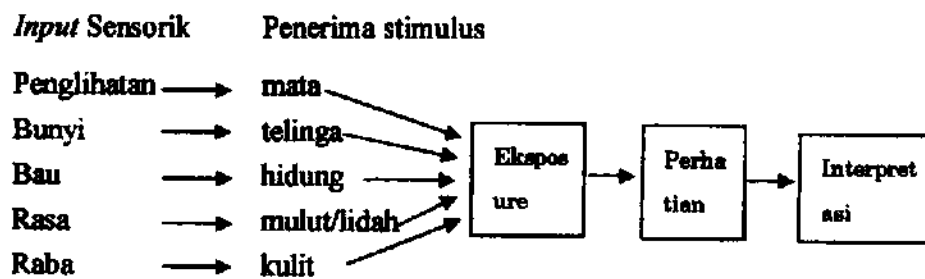 Input Sensorik Penerima stimulus
Penglihatan mata
Bunyi telinga
Bau hidung
Rasa mulut/lidah
Raba kulit
Ekspos
ure
Perha
tian
Interpret
asi